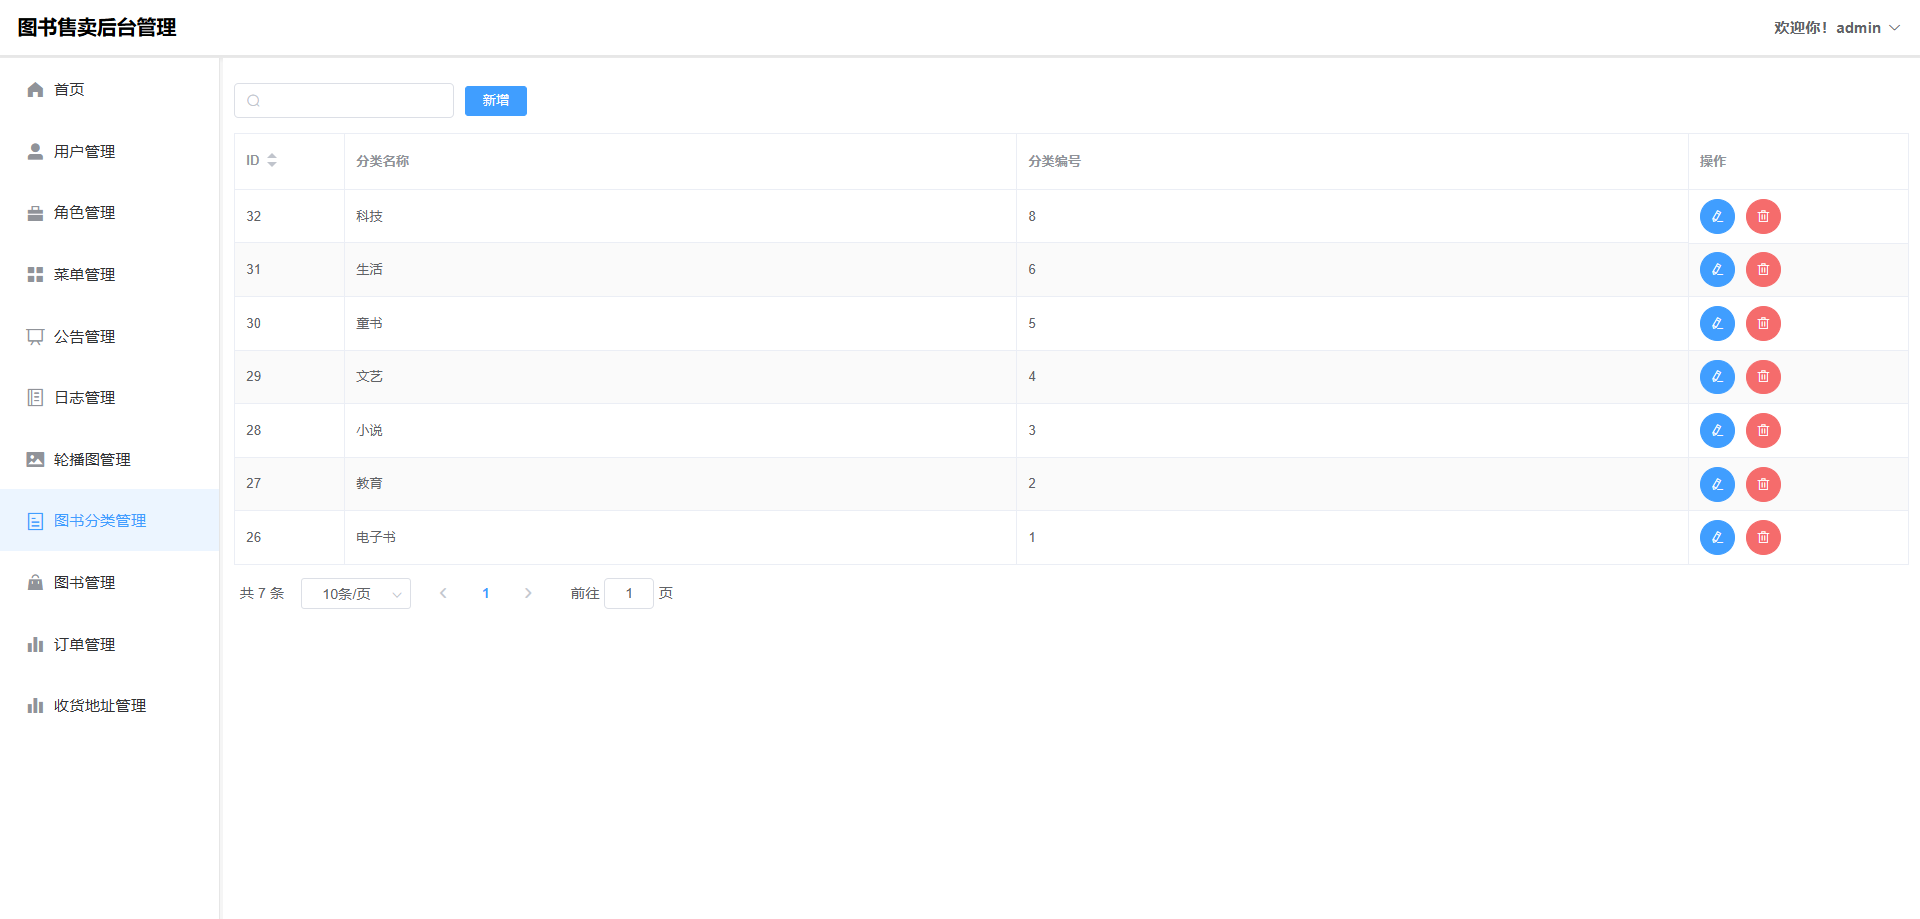 图书售卖后台管理
欢迎你！admin
首页
用户管理
角色管理
菜单管理
公告管理
日志管理
轮播图管理
图书分类管理
图书管理
订单管理
收货地址管理
新增
ID 分类名称 分类编号 操作
32 科技 8
31 生活 6
30 童书 5
29 文艺 4
28 小说 3
27 教育 2
26 电子书 1
共 7 条 10条/页 1 前往 1 页